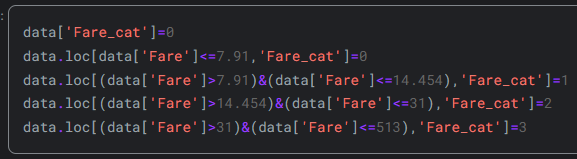 data['Fare_cat']=0
data.loc[data['Fare']<=7.91,'Fare_cat']=0
data.loc[(data['Fare']>7.91)&(data['Fare']<=14.454),'Fare_cat']=1
data.loc[(data['Fare']>14.454)&(data['Fare']<=31),'Fare_cat']=2
data.loc[(data['Fare']>31)&(data['Fare']<=513),'Fare_cat']=3